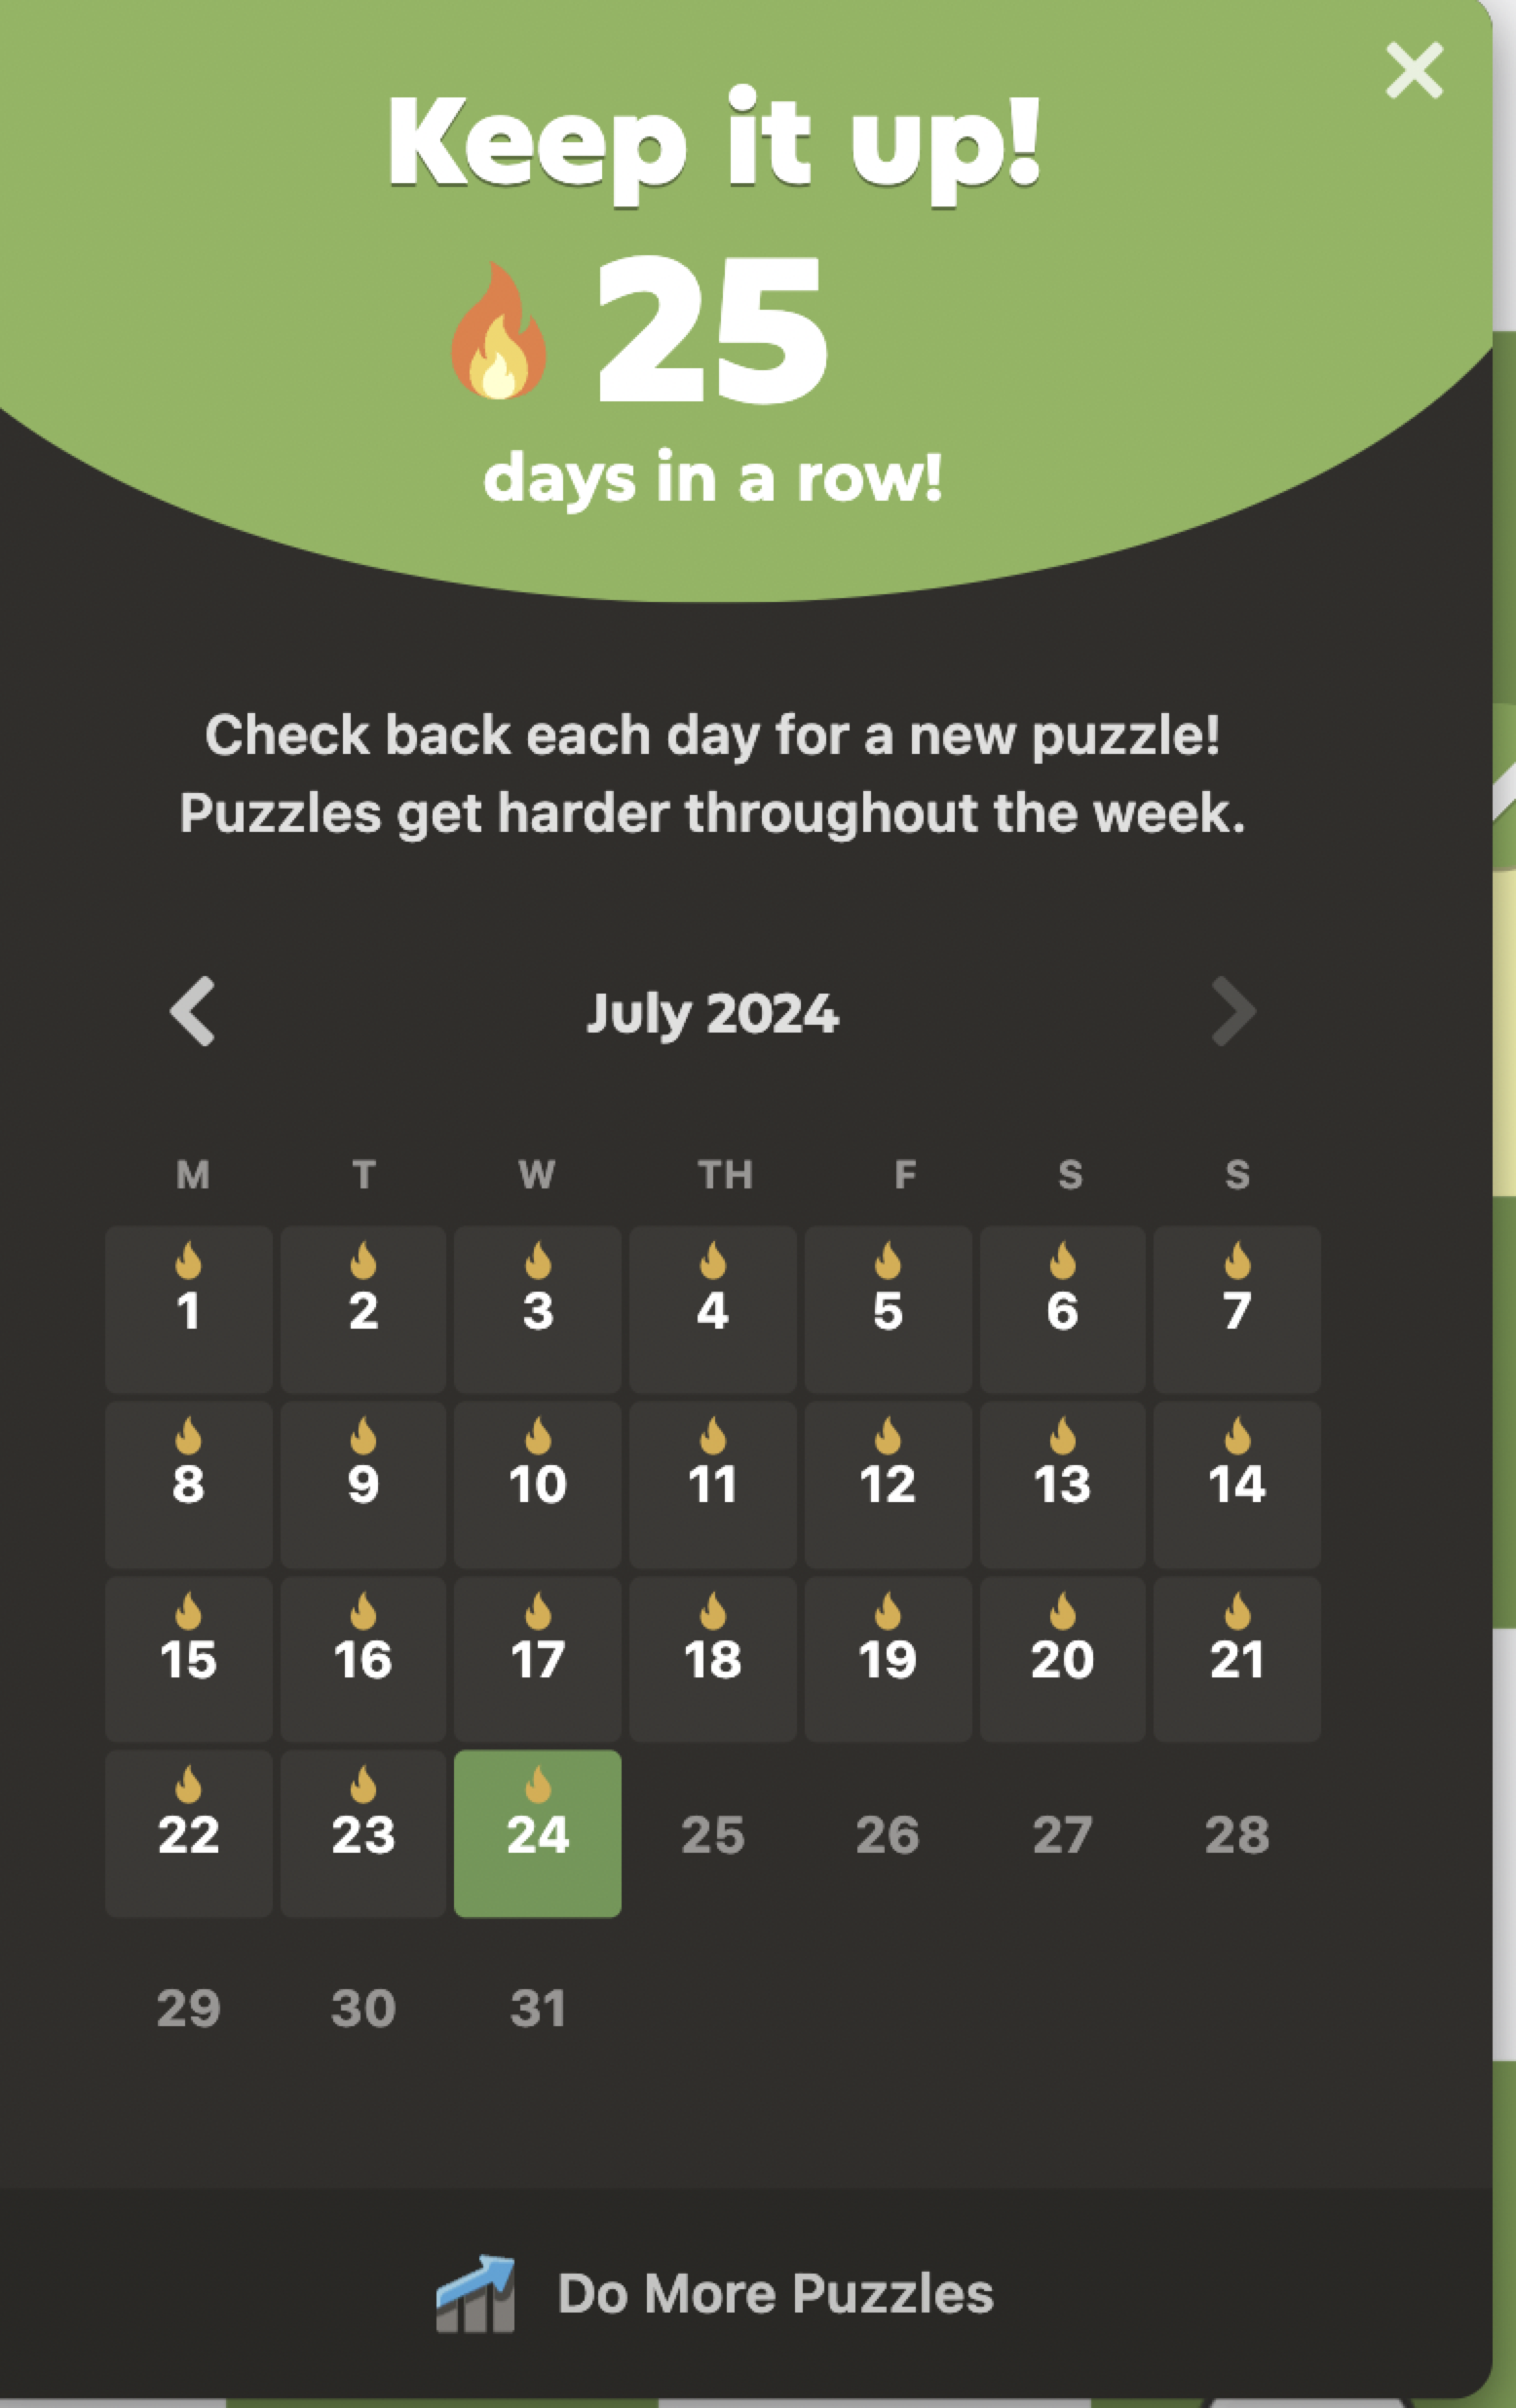 Keep it up!
25
days in a row!
Check back each day for a new puzzle!
Puzzles get harder throughout the week.
July 2024
M T W TH F S S
1 2 3 4 5 6 7
8 9 10 11 12 13 14
15 16 17 18 19 20 21
22 23 24 25 26 27 28
29 30 31
Do More Puzzles